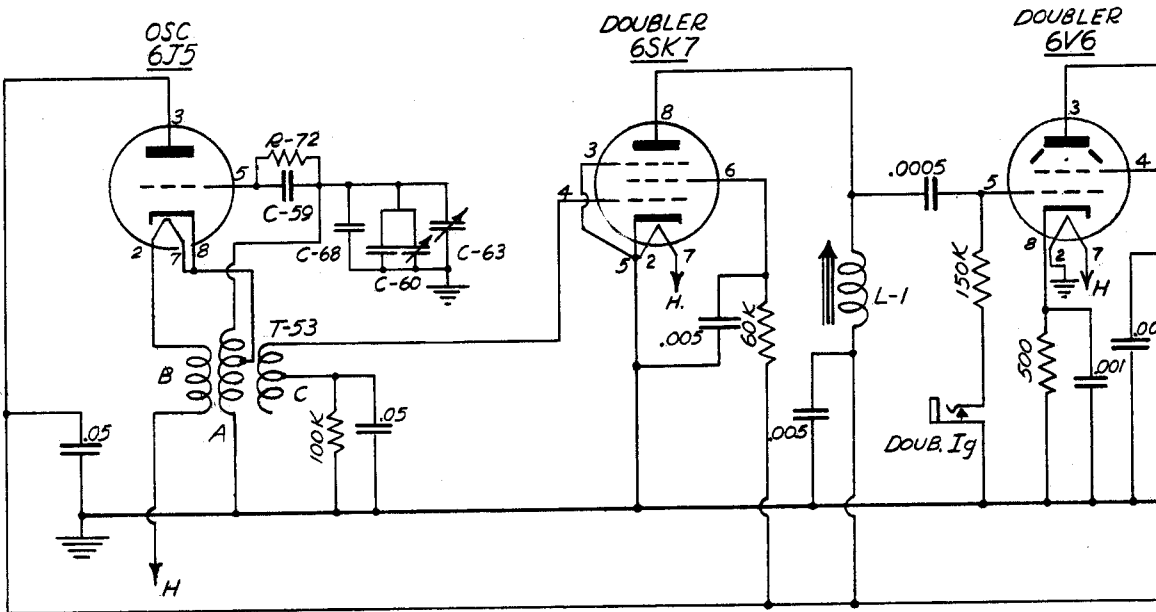 OSC
6J5
DOUBLER
6SK7
DOUBLER
6V6
3
R-72
5
C-59
2
7
8
C-68
C-60
C-63
8
3
6
4
5
2
7
H.
.0005
3
4
5
8
2
7
H
150K
L-1
T-53
B
A
C
.05
100K
.05
.005
60K
.005
DOUB. Ig
500
.001
.00
H